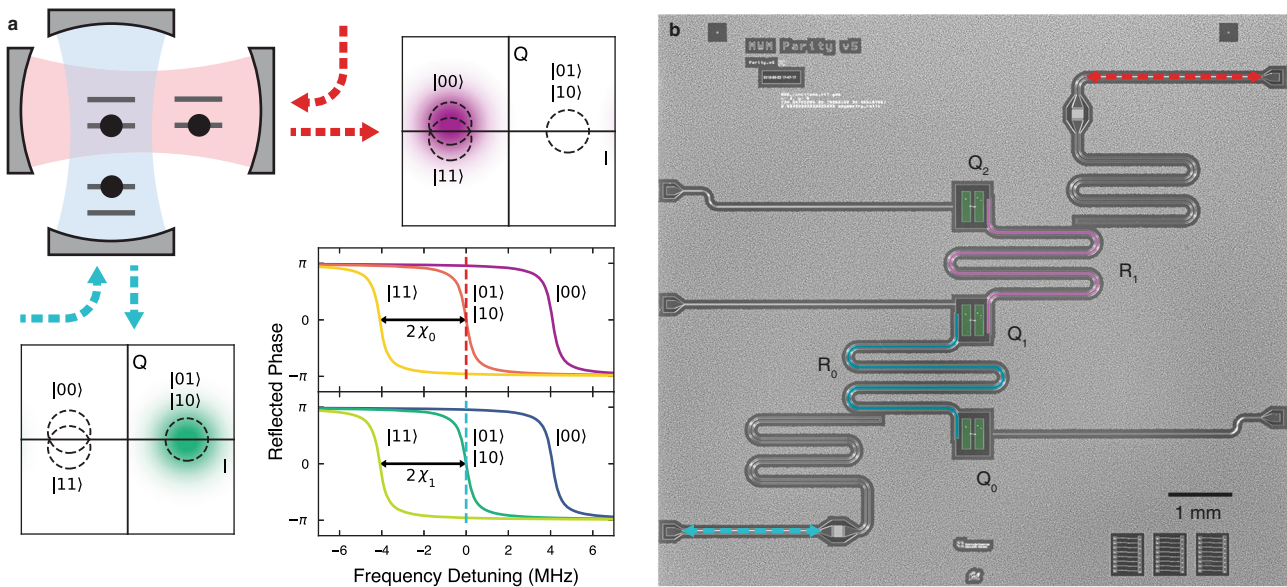 a
Q
|00⟩
|01⟩
|10⟩
|11⟩
I
Q
|00⟩
|01⟩
|10⟩
|11⟩
I
Reflected Phase
π
0
−π
|11⟩
|01⟩
|10⟩
|00⟩
2χ₀
π
0
−π
|11⟩
|01⟩
|10⟩
|00⟩
2χ₁
−6 −4 −2 0 2 4 6
Frequency Detuning (MHz)
b
MWM Parity v5
Parity.v5
Q₂
R₁
Q₁
R₀
Q₀
1 mm